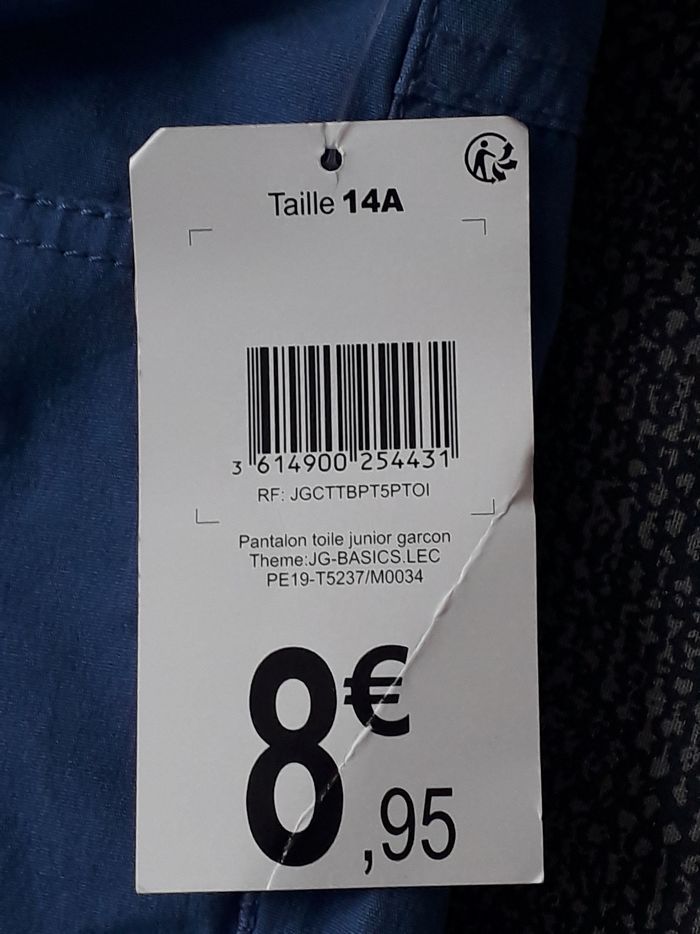 Taille 14A
3 614900 254431
RF: JGCTTBPT5PTOI
Pantalon toile junior garcon
Theme:JG-BASICS.LEC
PE19-T5237/M0034
8€,95